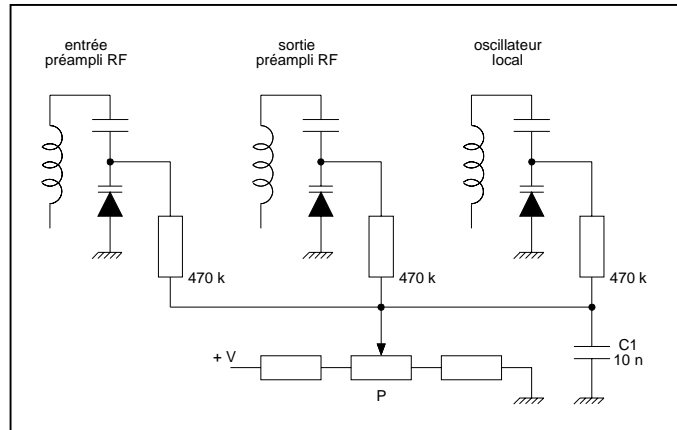 entrée
préampli RF
sortie
préampli RF
oscillateur
local
470 k
470 k
470 k
+ V
P
C1
10 n